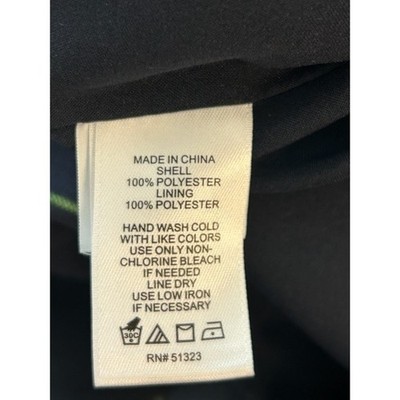 MADE IN CHINA
SHELL
100% POLYESTER
LINING
100% POLYESTER
HAND WASH COLD
WITH LIKE COLORS
USE ONLY NON-
CHLORINE BLEACH
IF NEEDED
LINE DRY
USE LOW IRON
IF NECESSARY
30C
RN# 51323